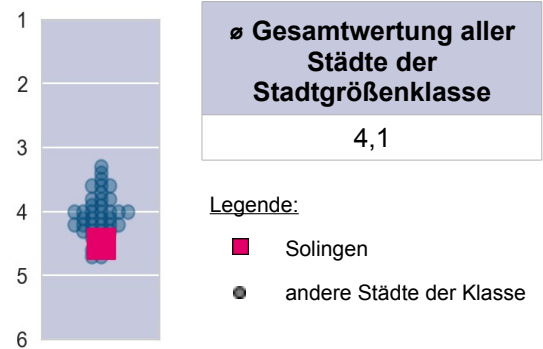 1
2
3
4
5
6
⌀ Gesamtwertung aller
Städte der
Stadtgrößenklasse
4,1
Legende:
Solingen
andere Städte der Klasse